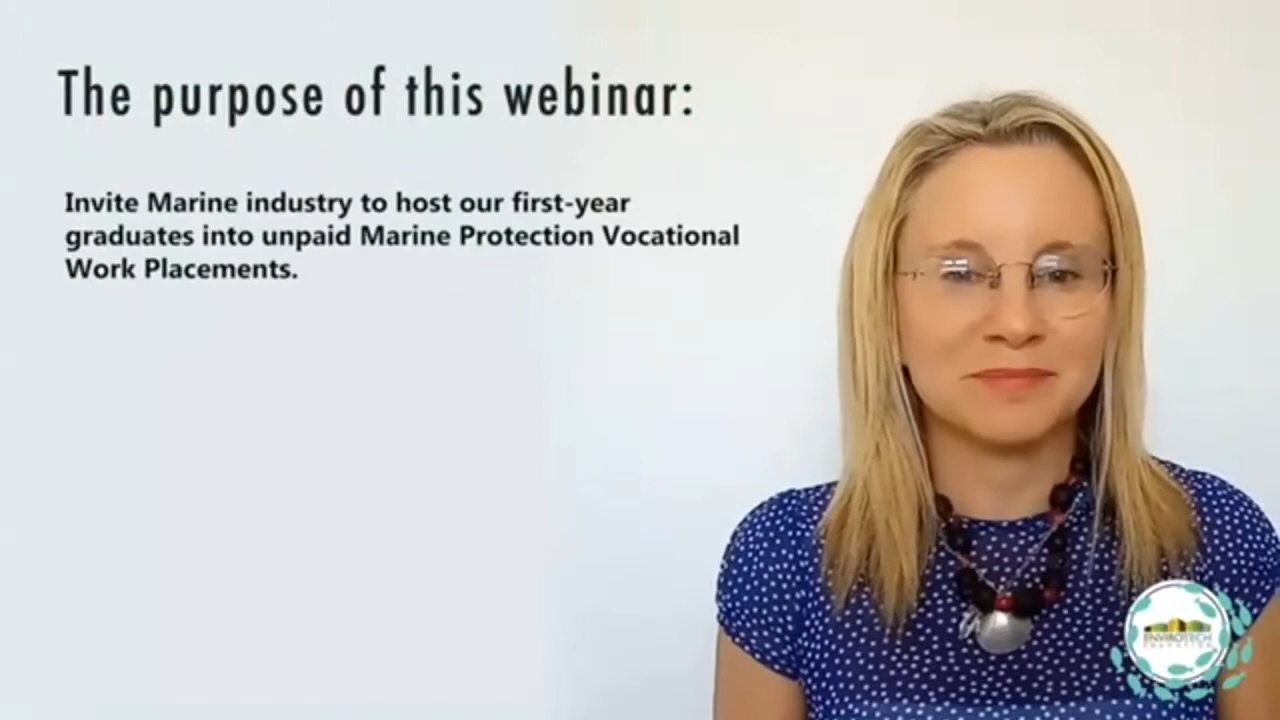 The purpose of this webinar:
Invite Marine industry to host our first-year
graduates into unpaid Marine Protection Vocational
Work Placements.
ENVIROTECH
EDUCATION